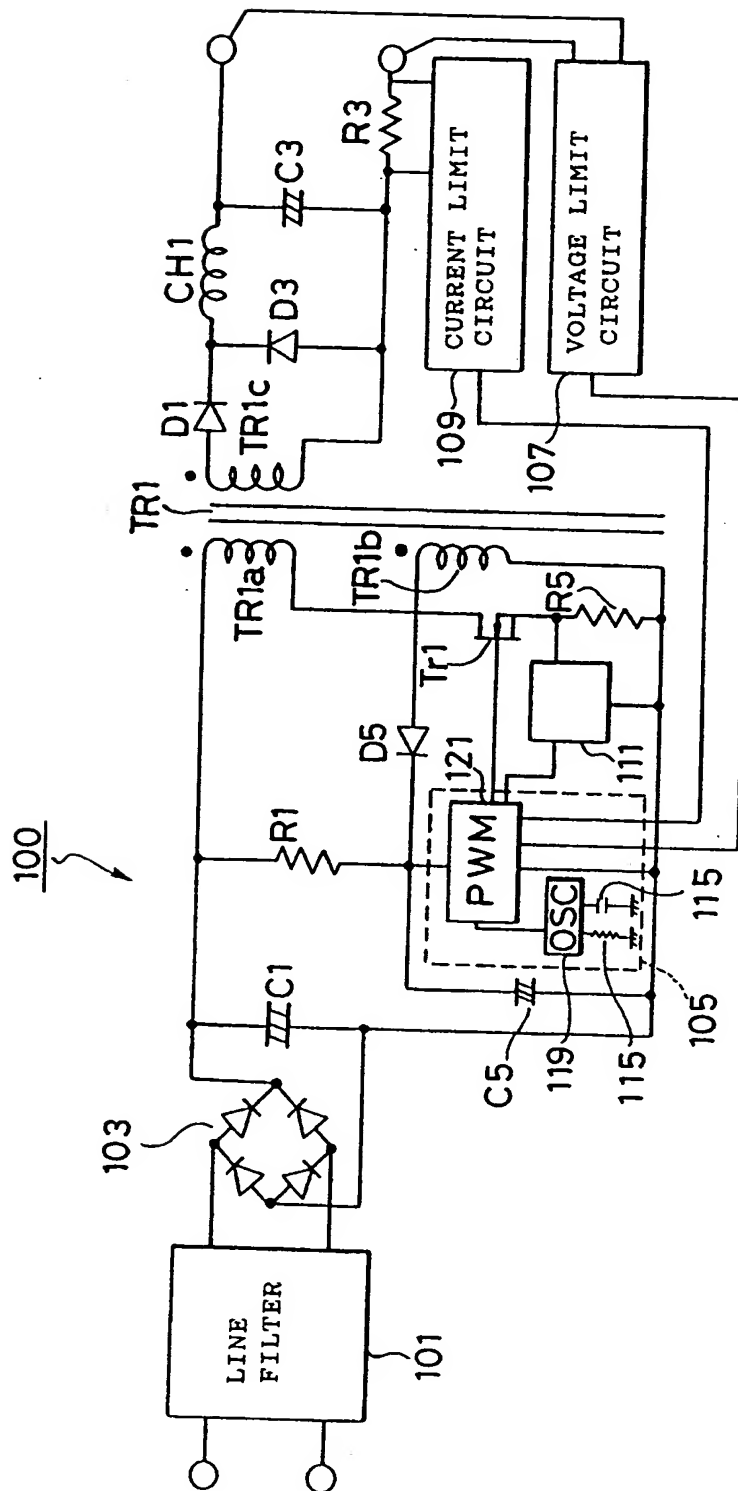 100
LINE
FILTER
101
103
C1
R1
C5
D5
121
PWM
OSC
119
115
115
105
111
Tr1
R5
TR1
TR1a
TR1b
TR1c
D1
D3
CH1
C3
R3
CURRENT LIMIT
CIRCUIT
109
VOLTAGE LIMIT
CIRCUIT
107